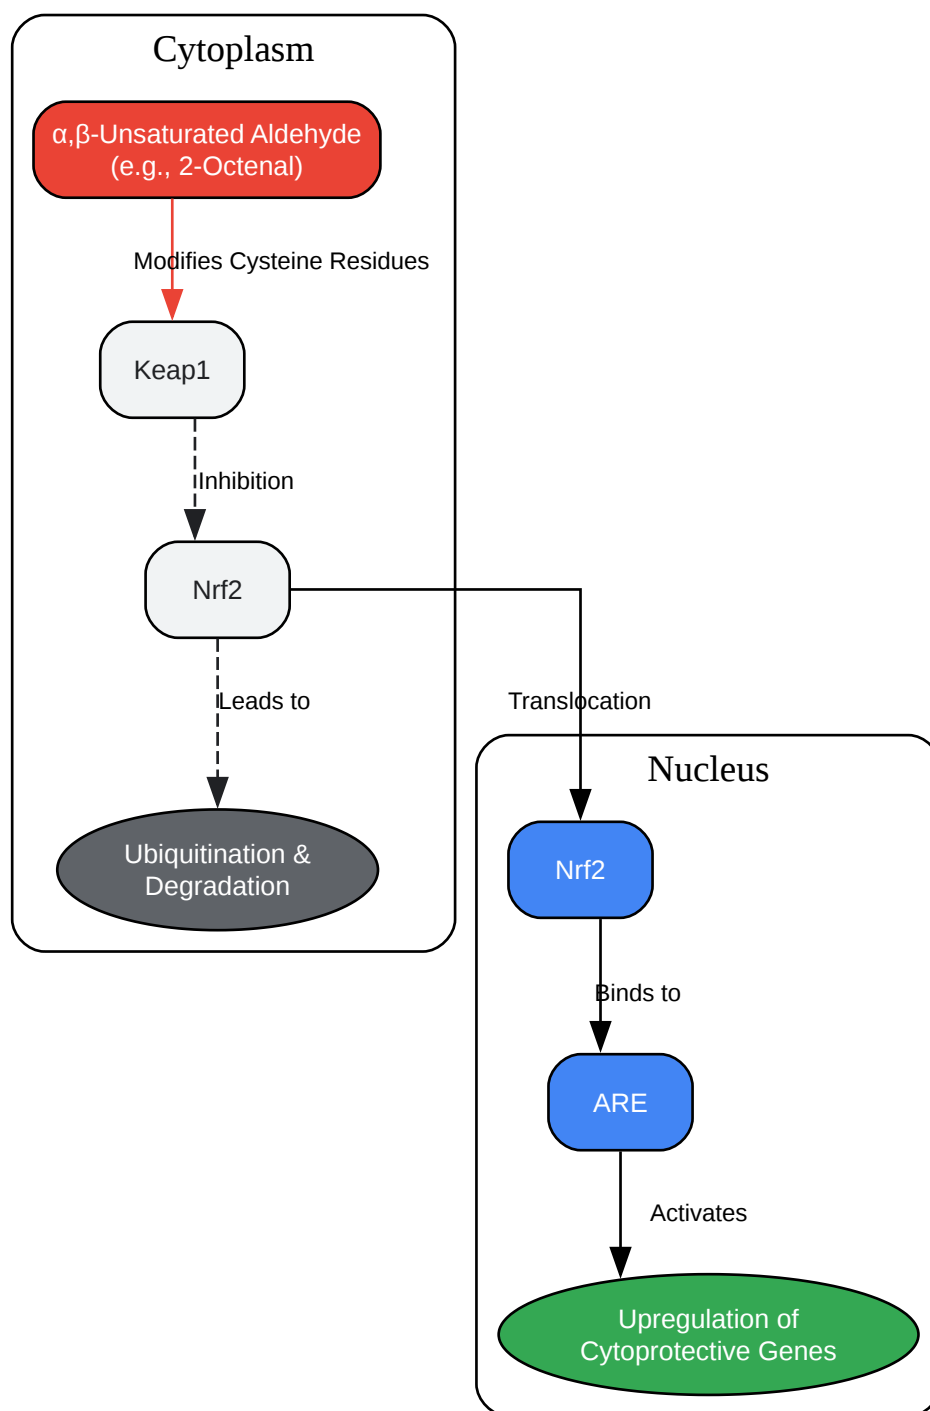 Cytoplasm
α,β-Unsaturated Aldehyde
(e.g., 2-Octenal)
Modifies Cysteine Residues
Keap1
Inhibition
Nrf2
Leads to
Ubiquitination &
Degradation
Translocation
Nucleus
Nrf2
Binds to
ARE
Activates
Upregulation of
Cytoprotective Genes